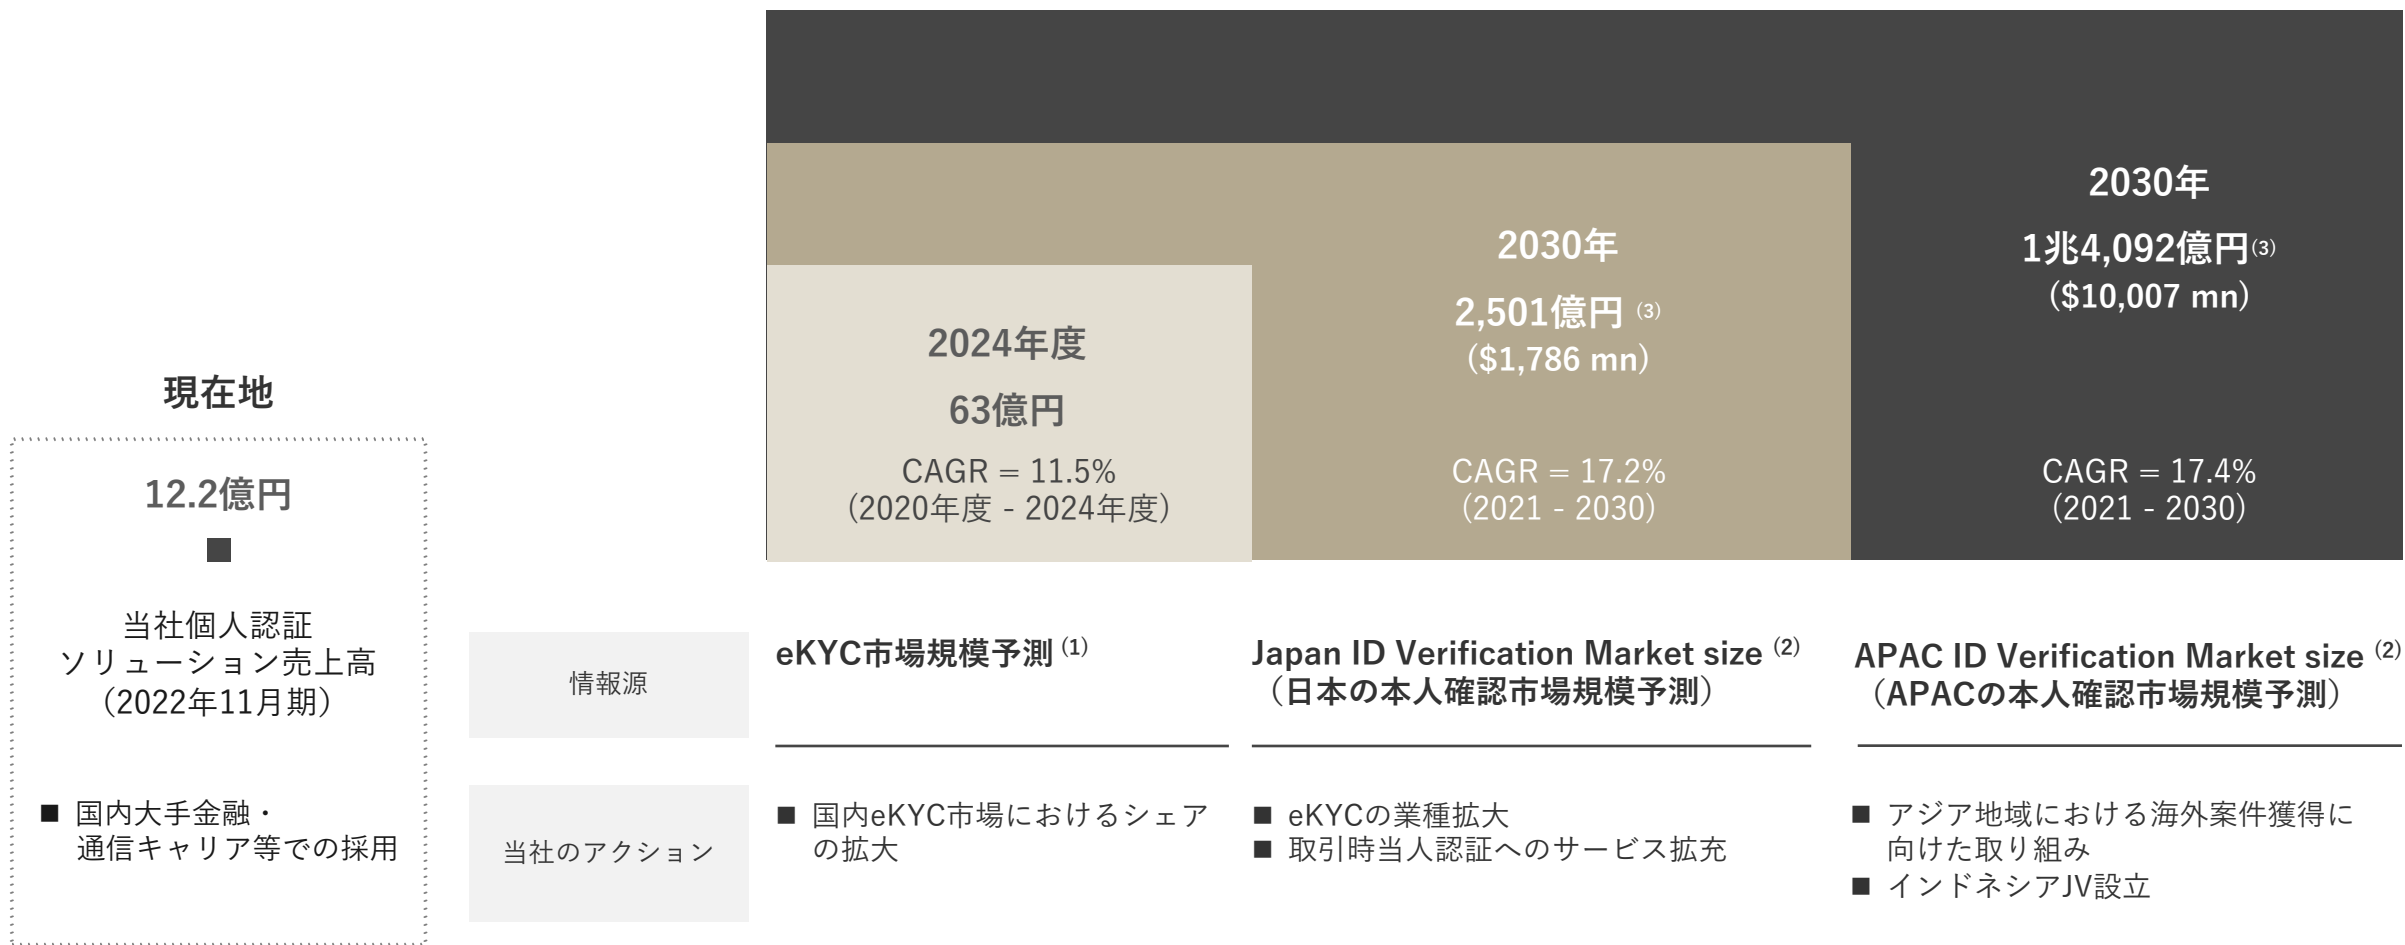 現在地
12.2億円
当社個人認証
ソリューション売上高
（2022年11月期）
■ 国内大手金融・
通信キャリア等での採用
2024年度
63億円
CAGR = 11.5%
(2020年度 - 2024年度)
2030年
2,501億円 (3)
($1,786 mn)
CAGR = 17.2%
(2021 - 2030)
2030年
1兆4,092億円(3)
($10,007 mn)
CAGR = 17.4%
(2021 - 2030)
情報源
eKYC市場規模予測 (1)
Japan ID Verification Market size (2)
（日本の本人確認市場規模予測）
APAC ID Verification Market size (2)
（APACの本人確認市場規模予測）
当社のアクション
■ 国内eKYC市場におけるシェア
の拡大
■ eKYCの業種拡大
■ 取引時当人認証へのサービス拡充
■ アジア地域における海外案件獲得に
向けた取り組み
■ インドネシアJV設立